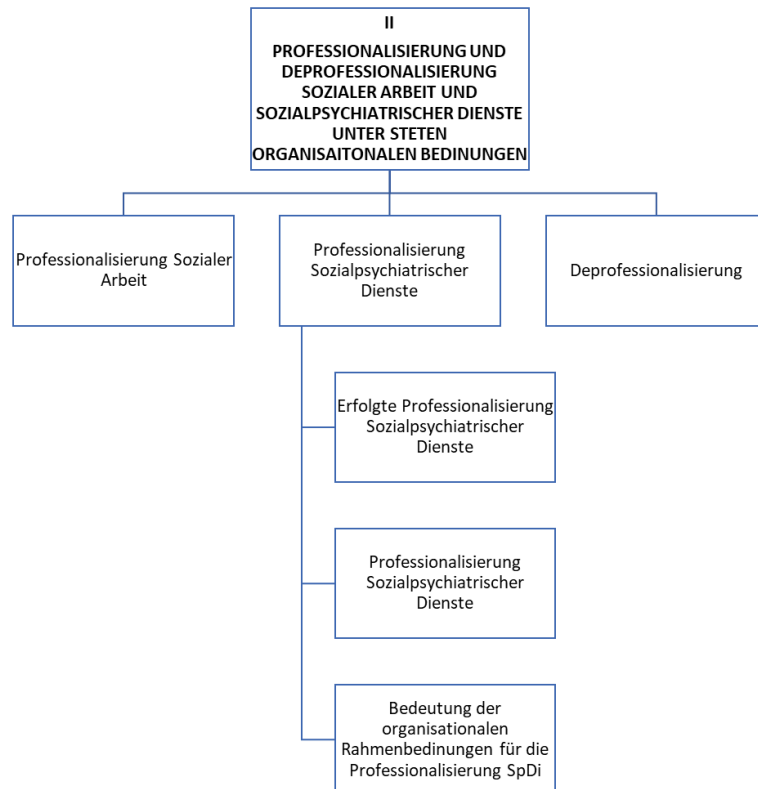 II
PROFESSIONALISIERUNG UND
DEPROFESSIONALISIERUNG
SOZIALER ARBEIT UND
SOZIALPSYCHIATRISCHER DIENSTE
UNTER STETEN
ORGANISAITONALEN BEDINUNGEN
Professionalisierung Sozialer
Arbeit
Professionalisierung
Sozialpsychiatrischer
Dienste
Deprofessionalisierung
Erfolgte Professionalisierung
Sozialpsychiatrischer
Dienste
Professionalisierung
Sozialpsychiatrischer
Dienste
Bedeutung der
organisationalen
Rahmenbedinungen für die
Professionalisierung SpDi